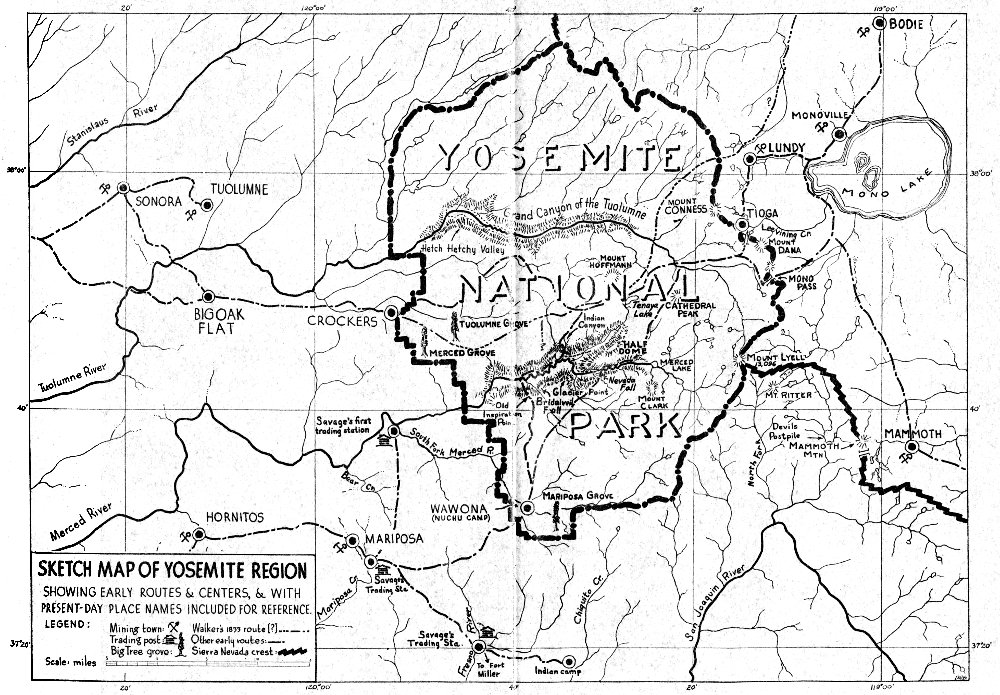 20'
120°00'
40'
20'
119°00'
BODIE
Stanislaus River
MONOVILLE
LUNDY
YOSEMITE
38°00'
38°00'
MONO LAKE
SONORA
TUOLUMNE
MOUNT
CONNESS
TIOGA
Grand Canyon of the Tuolumne
Leevining Cr.
MOUNT
DANA
Hetch Hetchy Valley
MOUNT
HOFFMANN
MONO
PASS
NATIONAL
BIG OAK
FLAT
CROCKERS
Tenaya
Lake
CATHEDRAL
PEAK
Indian
Canyon
TUOLUMNE GROVE
MERCED GROVE
HALF
DOME
MERCED
LAKE
MOUNT LYELL
13,096
Tuolumne River
Nevada
Fall
Glacier Point
Bridalveil
Fall
MOUNT
CLARK
MT. RITTER
40'
40'
Old
Inspiration
Point
PARK
Savage's first
trading station
South Fork Merced R.
Devils
Postpile
MAMMOTH
MTN.
MAMMOTH
North Fork
Bear Cr.
MARIPOSA GROVE
WAWONA
(NUCHU CAMP)
Merced River
HORNITOS
MARIPOSA
Savage's
Trading Sta.
Mariposa Cr.
Chiquito Cr.
San Joaquin River
SKETCH MAP OF YOSEMITE REGION
SHOWING EARLY ROUTES & CENTERS, & WITH
PRESENT-DAY PLACE NAMES INCLUDED FOR REFERENCE.
LEGEND:
Mining town:
Walker's 1833 route (?)
Trading post:
Other early routes:
Big Tree grove:
Sierra Nevada crest:
Scale: miles
Savage's
Trading Sta.
Fresno River
To Fort
Miller
Indian camp
37°20'
37°20'
20'
120°00'
40'
20'
119°00'